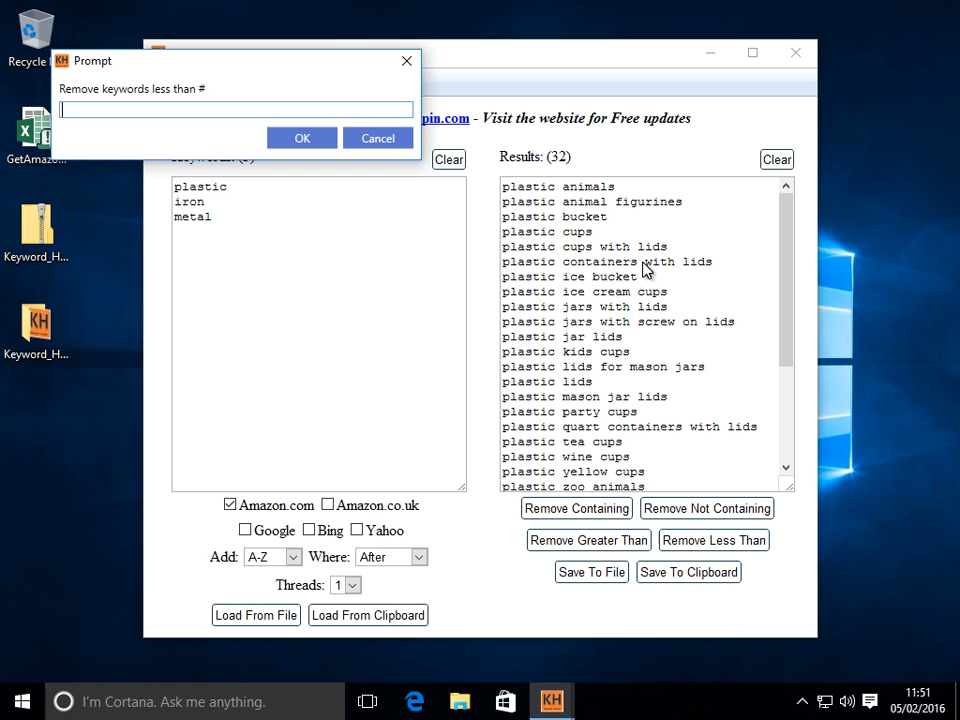 Recycle
KH Prompt
Remove keywords less than #
OK
Cancel
pin.com - Visit the website for Free updates
GetAmazo...
Clear
Results: (32)
Clear
plastic
iron
metal
plastic animals
plastic animal figurines
plastic bucket
plastic cups
plastic cups with lids
plastic containers with lids
plastic ice bucket
plastic ice cream cups
plastic jars with lids
plastic jars with screw on lids
plastic jar lids
plastic kids cups
plastic lids for mason jars
plastic lids
plastic mason jar lids
plastic party cups
plastic quart containers with lids
plastic tea cups
plastic wine cups
plastic yellow cups
plastic zoo animals
Keyword_H...
KH
Keyword_H...
Amazon.com
Amazon.co.uk
Google
Bing
Yahoo
Add: A-Z
Where: After
Threads: 1
Load From File
Load From Clipboard
Remove Containing
Remove Not Containing
Remove Greater Than
Remove Less Than
Save To File
Save To Clipboard
I'm Cortana. Ask me anything.
KH
11:51
05/02/2016